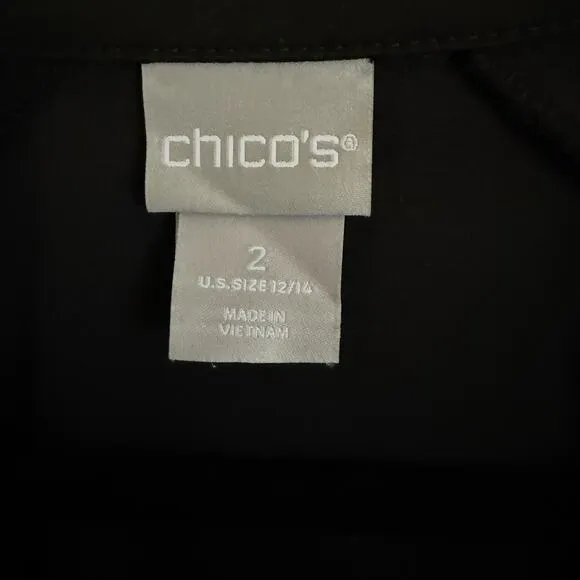 chico's®
2
U.S. SIZE 12/14
MADE IN
VIETNAM